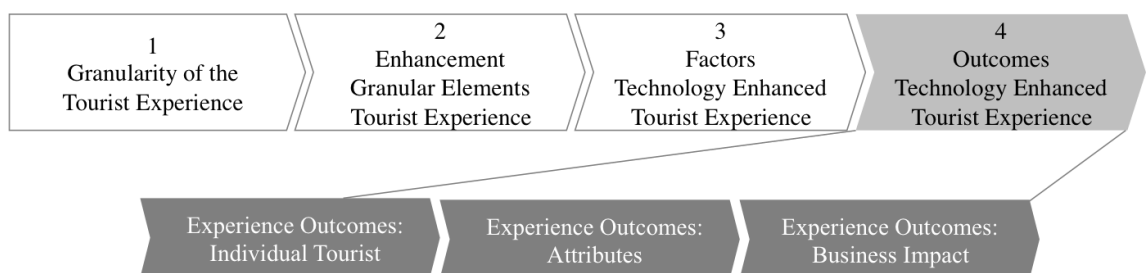 1
Granularity of the
Tourist Experience
2
Enhancement
Granular Elements
Tourist Experience
3
Factors
Technology Enhanced
Tourist Experience
4
Outcomes
Technology Enhanced
Tourist Experience
Experience Outcomes:
Individual Tourist
Experience Outcomes:
Attributes
Experience Outcomes:
Business Impact